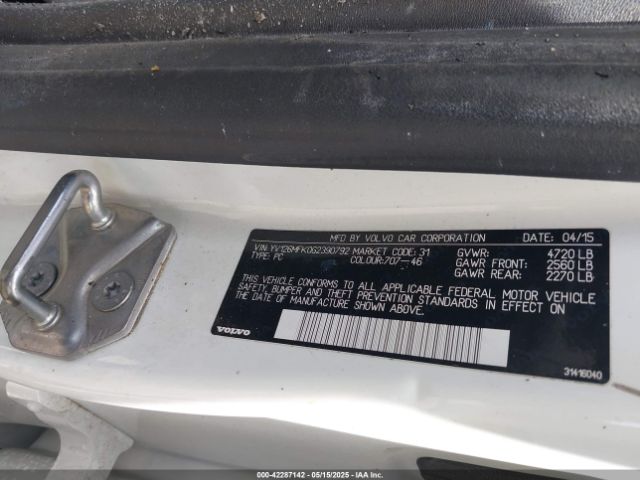 MFD BY VOLVO CAR CORPORATION DATE 04/15
VIN:YV126MFK0G2390792 MARKET CODE: 31 GVWR: 4720 LB
TYPE: PC COLOUR:707-46 GAWR FRONT: 2560 LB
GAWR REAR: 2270 LB
THIS VEHICLE CONFORMS TO ALL APPLICABLE FEDERAL MOTOR VEHICLE
SAFETY, BUMPER AND THEFT PREVENTION STANDARDS IN EFFECT ON
THE DATE OF MANUFACTURE SHOWN ABOVE.
VOLVO
31416040
000-42287142 - 05/15/2025 - IAAI.COM